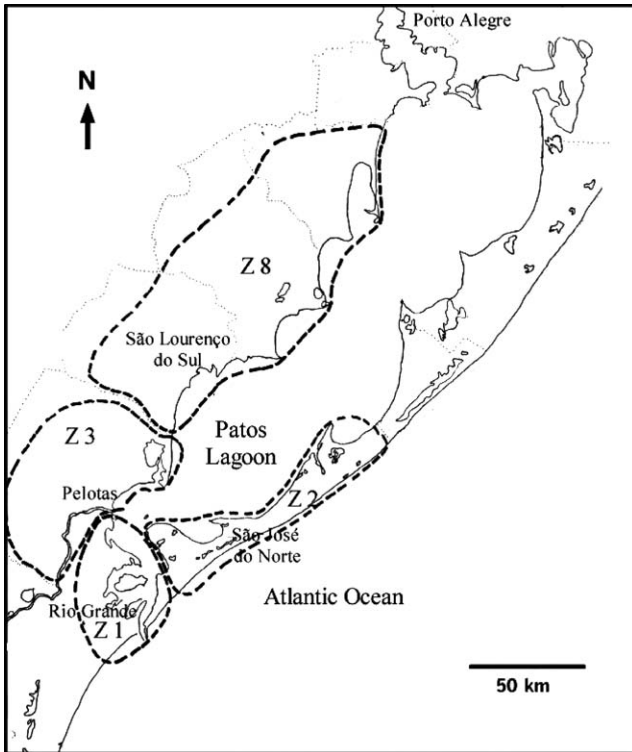 Porto Alegre
N
Z 8
São Lourenço
do Sul
Z 3
Patos
Lagoon
Pelotas
Z 2
São José
do Norte
Atlantic Ocean
Rio Grande
Z 1
50 km